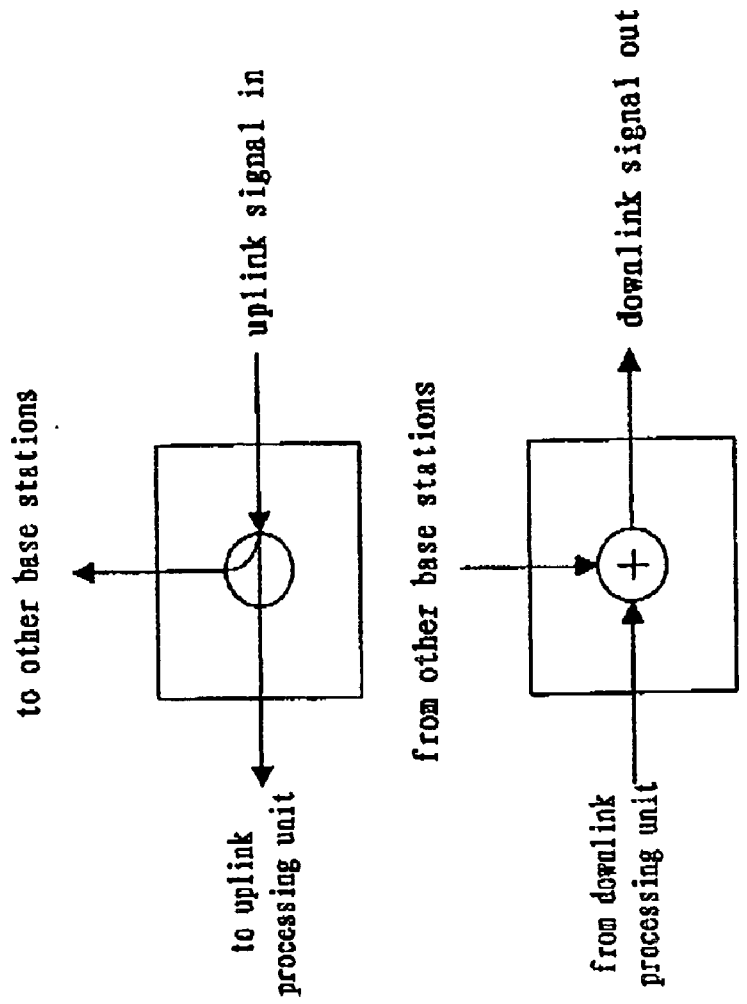 to other base stations
uplink signal in
to uplink
processing unit
from other base stations
downlink signal out
from downlink
processing unit